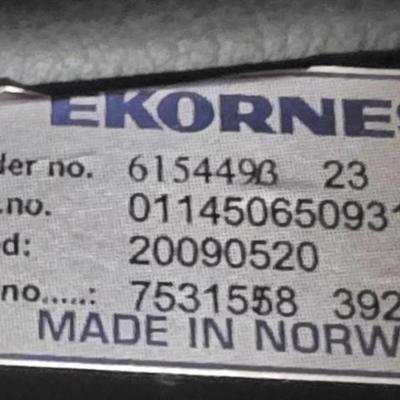 EKORNES
der no. 6154493 23
.no. 01145065093
d: 20090520
no.....: 7531558 392
MADE IN NORW